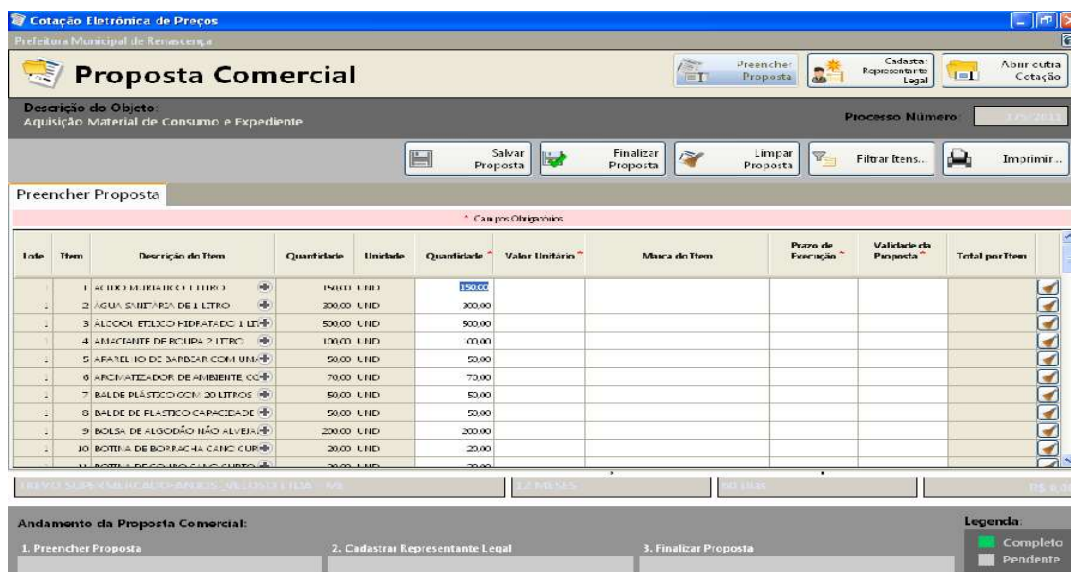 Cotação Eletrônica de Preços
Prefeitura Municipal de Renascença
Proposta Comercial
Preencher Proposta
Cadastrar Representante Legal
Abrir outra Cotação
Descrição do Objeto:
Aquisição Material de Consumo e Expediente
Processo Número:
Salvar Proposta
Finalizar Proposta
Limpar Proposta
Filtrar Itens...
Imprimir...
Preencher Proposta
* Campos Obrigatórios
Lote Item Descrição do Item Quantidade Unidade Quantidade * Valor Unitário * Marca do Item Prazo de Execução * Validade da Proposta * Total por Item
1 ACIDO MURIATICO 1 LITRO 150,00 UND 150,00
2 ÁGUA SANITÁRIA DE 1 LITRO 300,00 UND 300,00
3 ÁLCOOL ETILICO HIDRATADO 1 LIT 500,00 UND 500,00
4 AMACIANTE DE ROUPA 2 LITRO 100,00 UND
5 APARELHO DE BARBEAR COM UMA 50,00 UND 50,00
6 AROMATIZADOR DE AMBIENTE CO 70,00 UND 70,00
7 BALDE PLÁSTICO COM 20 LITROS 50,00 UND 50,00
8 BALDE DE PLASTICO CAPACIDADE 50,00 UND 50,00
9 BOLSA DE ALGODÃO NÃO ALVEJA 200,00 UND 200,00
10 BOTINA DE BORRACHA CANO CUR 20,00 UND 20,00
12 MESES
60 DIAS
Andamento da Proposta Comercial:
1. Preencher Proposta
2. Cadastrar Representante Legal
3. Finalizar Proposta
Legenda:
Completo
Pendente